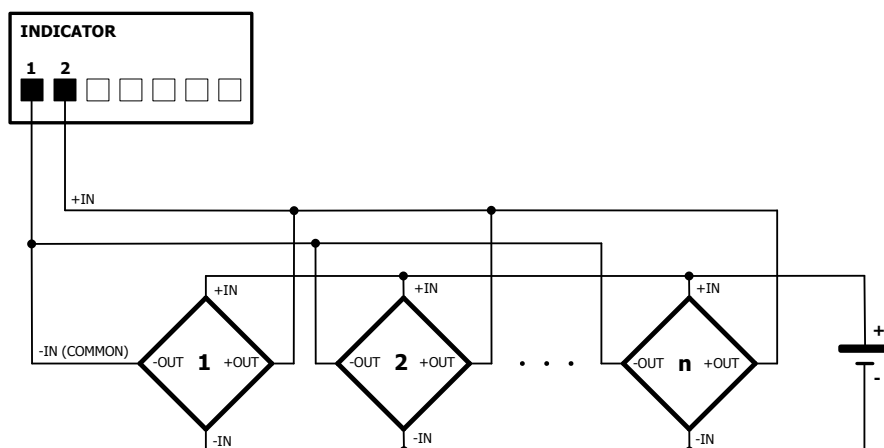 INDICATOR
1 2
+IN
+IN +IN +IN
+
-IN (COMMON) -OUT 1 +OUT -OUT 2 +OUT . . . -OUT n +OUT
-
-IN -IN -IN